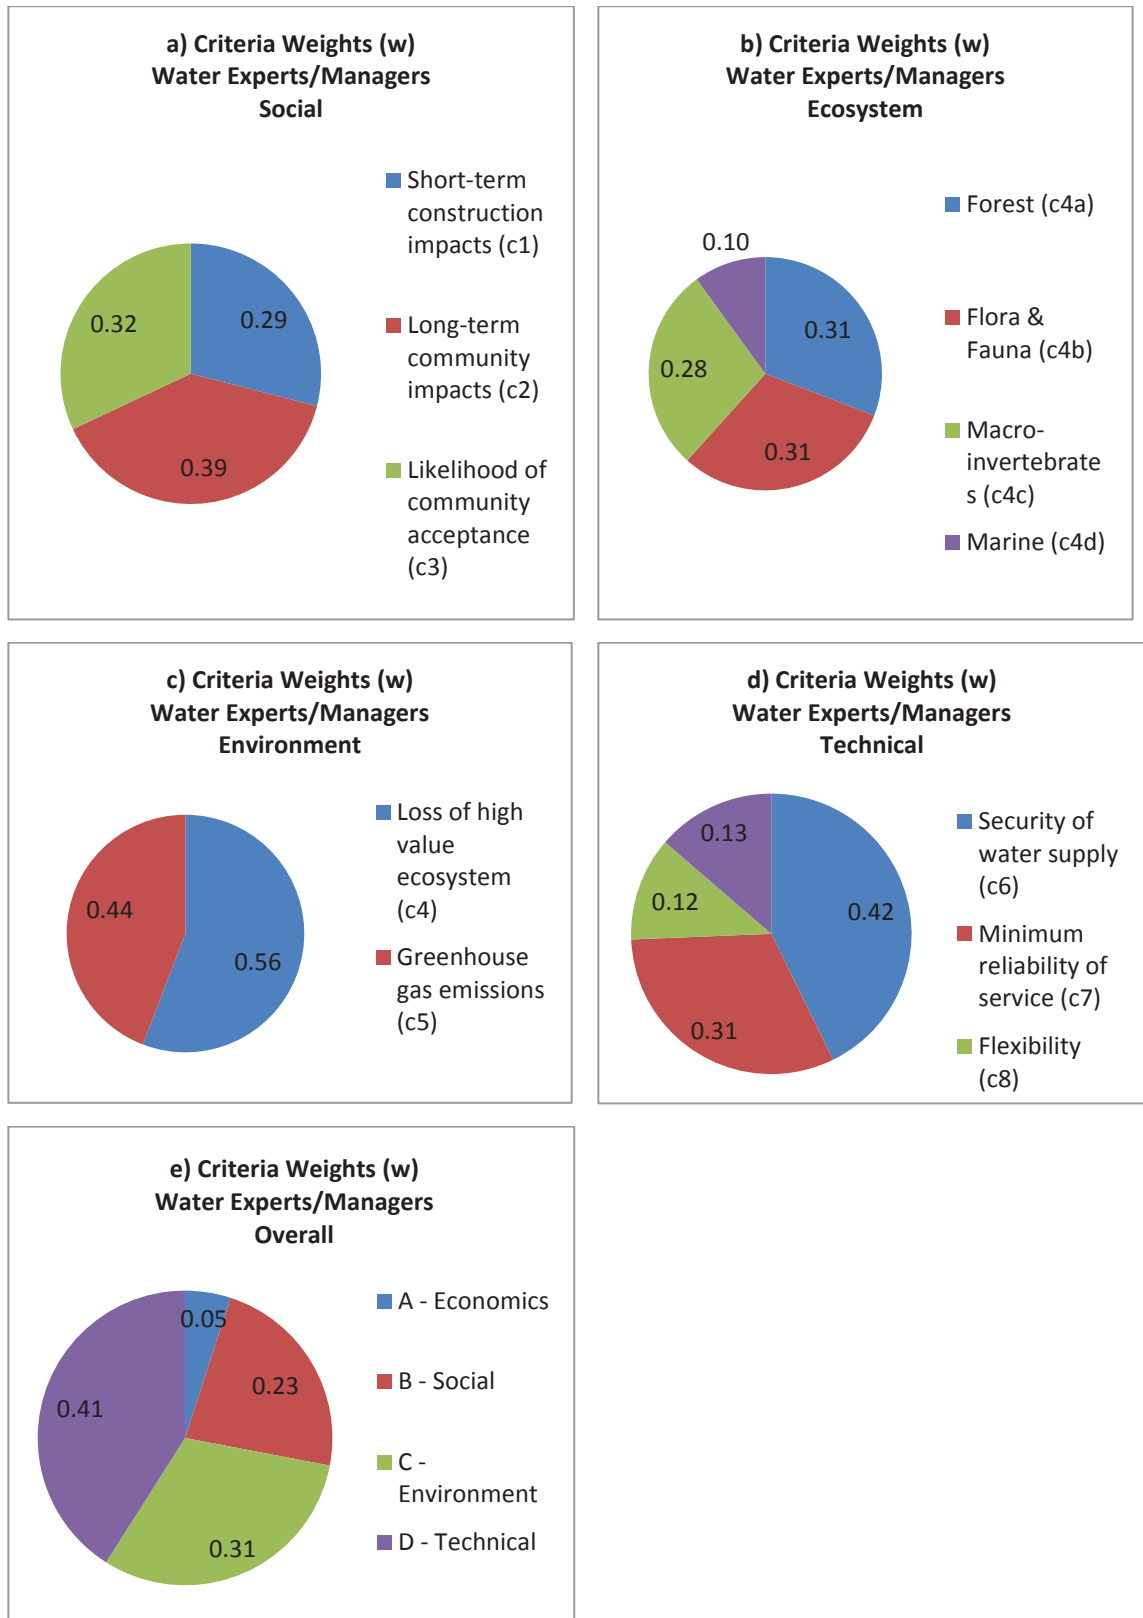 a) Criteria Weights (w)
Water Experts/Managers
Social
Short-term
construction
impacts (c1)
Long-term
community
impacts (c2)
Likelihood of
community
acceptance
(c3)
0.29
0.39
0.32
b) Criteria Weights (w)
Water Experts/Managers
Ecosystem
Forest (c4a)
Flora &
Fauna (c4b)
Macro-
invertebrate
s (c4c)
Marine (c4d)
0.31
0.31
0.28
0.10
c) Criteria Weights (w)
Water Experts/Managers
Environment
Loss of high
value
ecosystem
(c4)
Greenhouse
gas emissions
(c5)
0.56
0.44
d) Criteria Weights (w)
Water Experts/Managers
Technical
Security of
water supply
(c6)
Minimum
reliability of
service (c7)
Flexibility
(c8)
0.42
0.31
0.12
0.13
e) Criteria Weights (w)
Water Experts/Managers
Overall
A - Economics
B - Social
C -
Environment
D - Technical
0.05
0.23
0.31
0.41